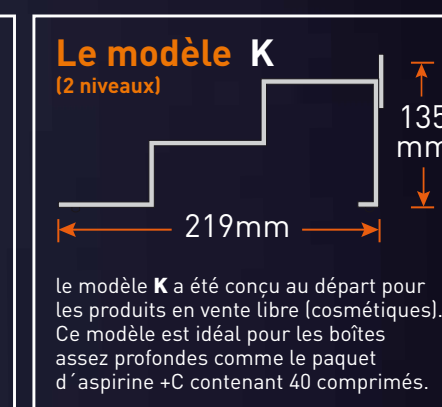 Le modèle K
(2 niveaux)
135
mm
219mm
le modèle K a été conçu au départ pour
les produits en vente libre (cosmétiques).
Ce modèle est idéal pour les boîtes
assez profondes comme le paquet
d´aspirine +C contenant 40 comprimés.